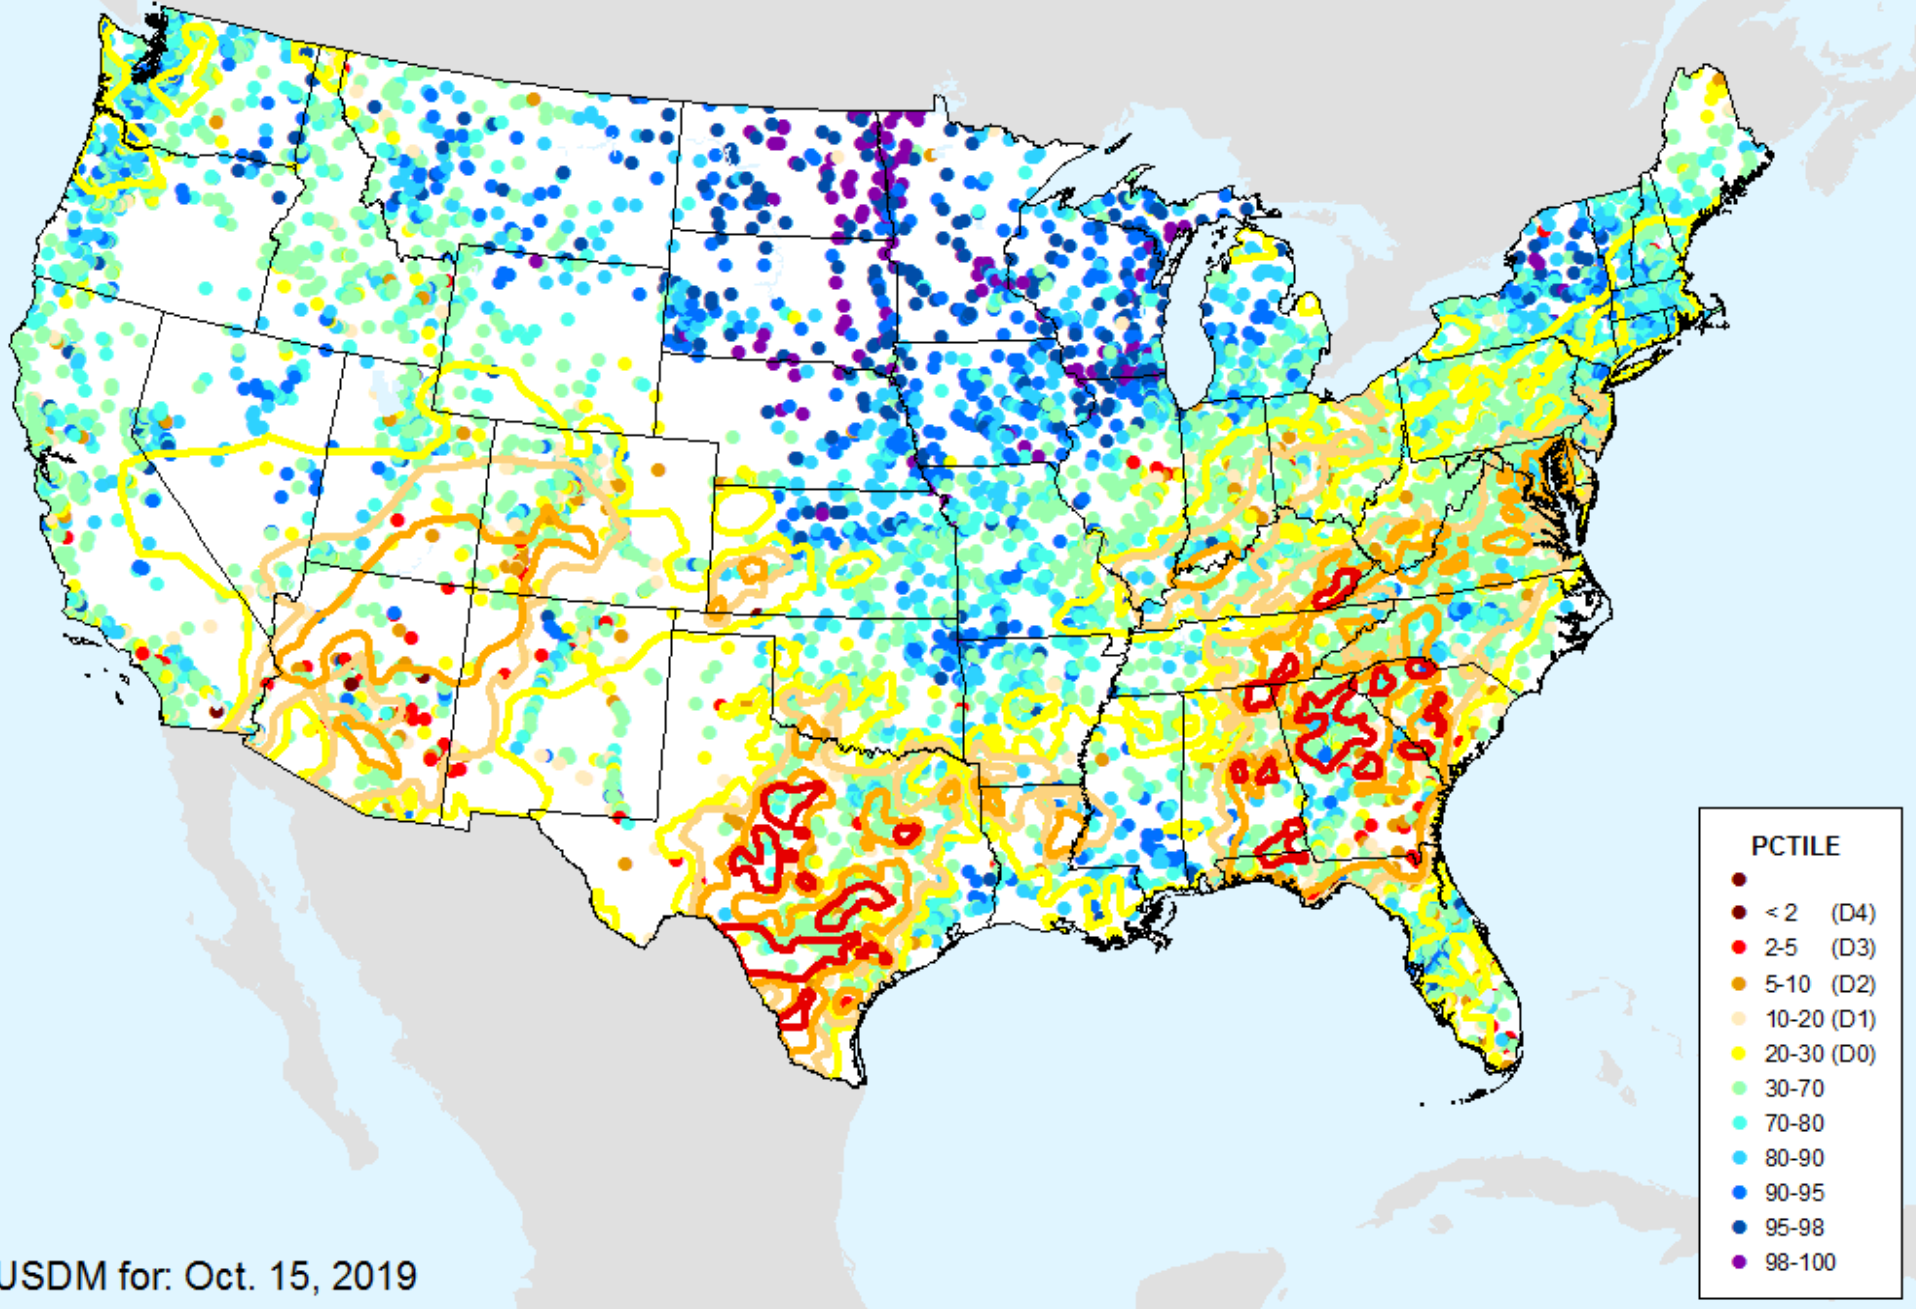 PCTILE
< 2 (D4)
2-5 (D3)
5-10 (D2)
10-20 (D1)
20-30 (D0)
30-70
70-80
80-90
90-95
95-98
98-100
USDM for: Oct. 15, 2019